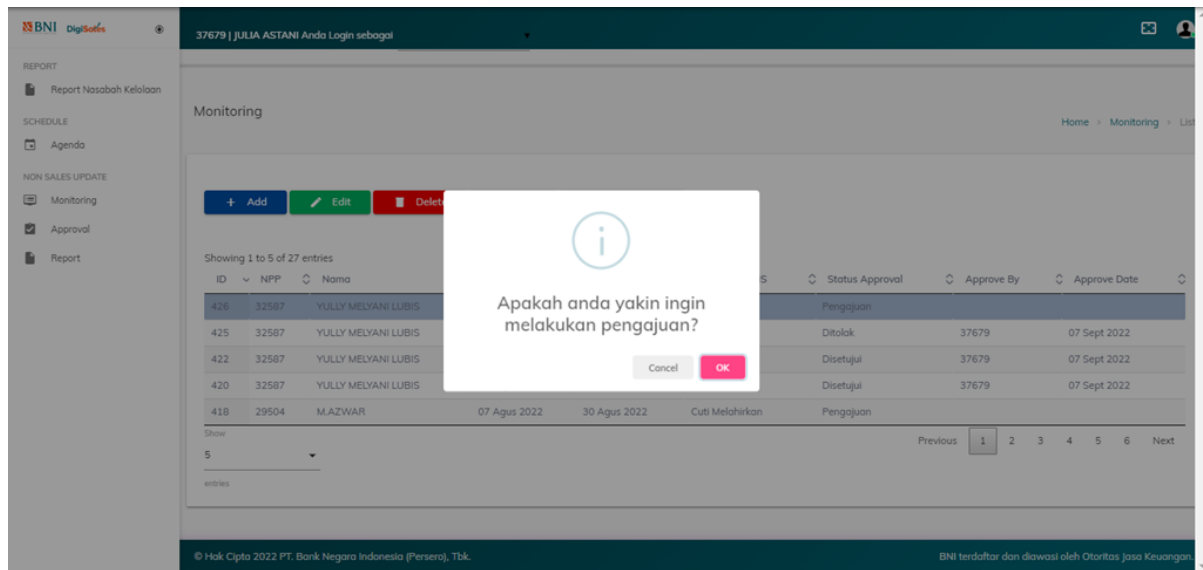 BNI DigiSales
37679 | JULIA ASTANI Anda Login sebagai
REPORT
Report Nasabah Kelolaan
SCHEDULE
Agenda
NON SALES UPDATE
Monitoring
Approval
Report
Monitoring
Home > Monitoring > List
+ Add Edit Delet
Showing 1 to 5 of 27 entries
ID NPP Nama S Status Approval Approve By Approve Date
426 32587 YULLY MELYANI LUBIS Pengajuan
425 32587 YULLY MELYANI LUBIS Ditolak 37679 07 Sept 2022
422 32587 YULLY MELYANI LUBIS Disetujui 37679 07 Sept 2022
420 32587 YULLY MELYANI LUBIS Disetujui 37679 07 Sept 2022
418 29504 M.AZWAR 07 Agus 2022 30 Agus 2022 Cuti Melahirkan Pengajuan
Apakah anda yakin ingin
melakukan pengajuan?
Cancel OK
Show
5
entries
Previous 1 2 3 4 5 6 Next
© Hak Cipta 2022 PT. Bank Negara Indonesia (Persero), Tbk.
BNI terdaftar dan diawasi oleh Otoritas Jasa Keuangan.